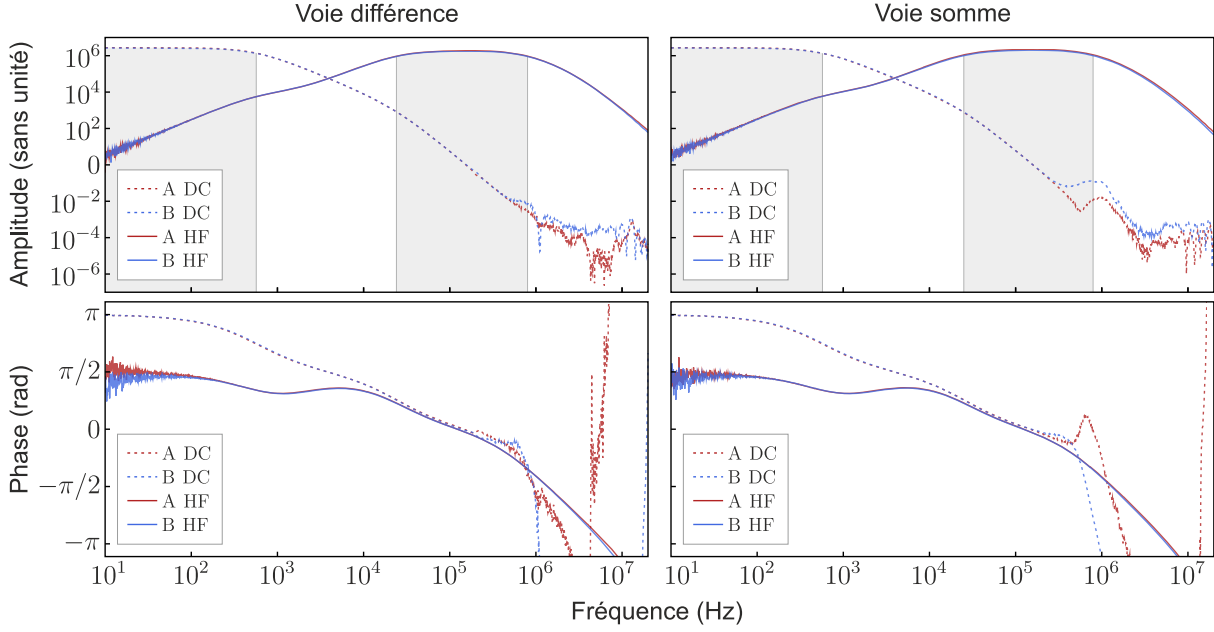 Voie différence
Voie somme
Amplitude (sans unité)
10^6
10^4
10^2
0
10^−2
10^−4
10^−6
A DC
B DC
A HF
B HF
A DC
B DC
A HF
B HF
Phase (rad)
π
π/2
0
−π/2
−π
A DC
B DC
A HF
B HF
A DC
B DC
A HF
B HF
10^1 10^2 10^3 10^4 10^5 10^6 10^7
10^1 10^2 10^3 10^4 10^5 10^6 10^7
Fréquence (Hz)